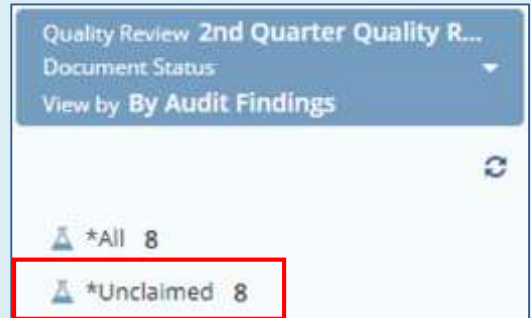 Quality Review 2nd Quarter Quality R...
Document Status
View by By Audit Findings
*All 8
*Unclaimed 8